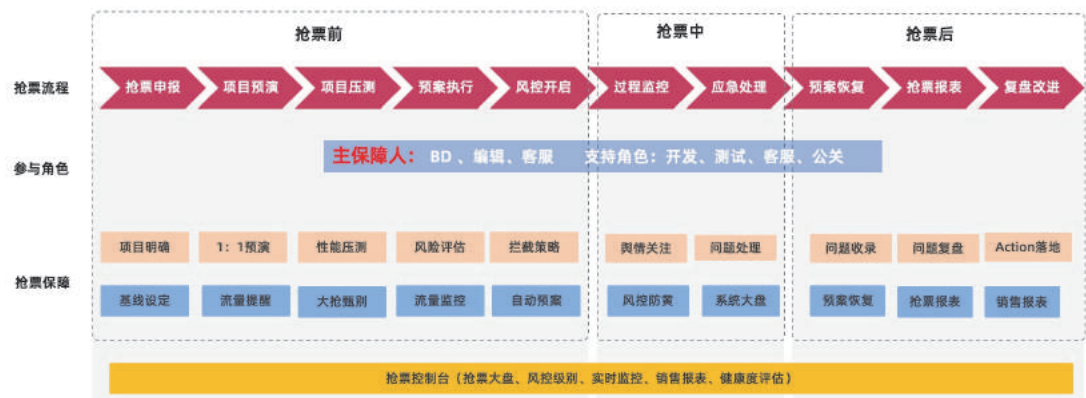 抢票前
抢票中
抢票后
抢票流程
抢票申报
项目预演
项目压测
预案执行
风控开启
过程监控
应急处理
预案恢复
抢票报表
复盘改进
参与角色
主保障人： BD 、编辑、客服 支持角色：开发、测试、客服、公关
抢票保障
项目明确
1：1预演
性能压测
风险评估
拦截策略
舆情关注
问题处理
问题收录
问题复盘
Action落地
基线设定
流量提醒
大抢甄别
流量监控
自动预案
风控防黄
系统大盘
预案恢复
抢票报表
销售报表
抢票控制台（抢票大盘、风控级别、实时监控、销售报表、健康度评估）